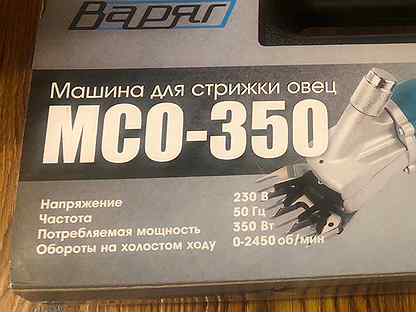 Варяг
Машина для стрижки овец
МСО-350
Напряжение 230 В
Частота 50 Гц
Потребляемая мощность 350 Вт
Обороты на холостом ходу 0-2450 об/мин